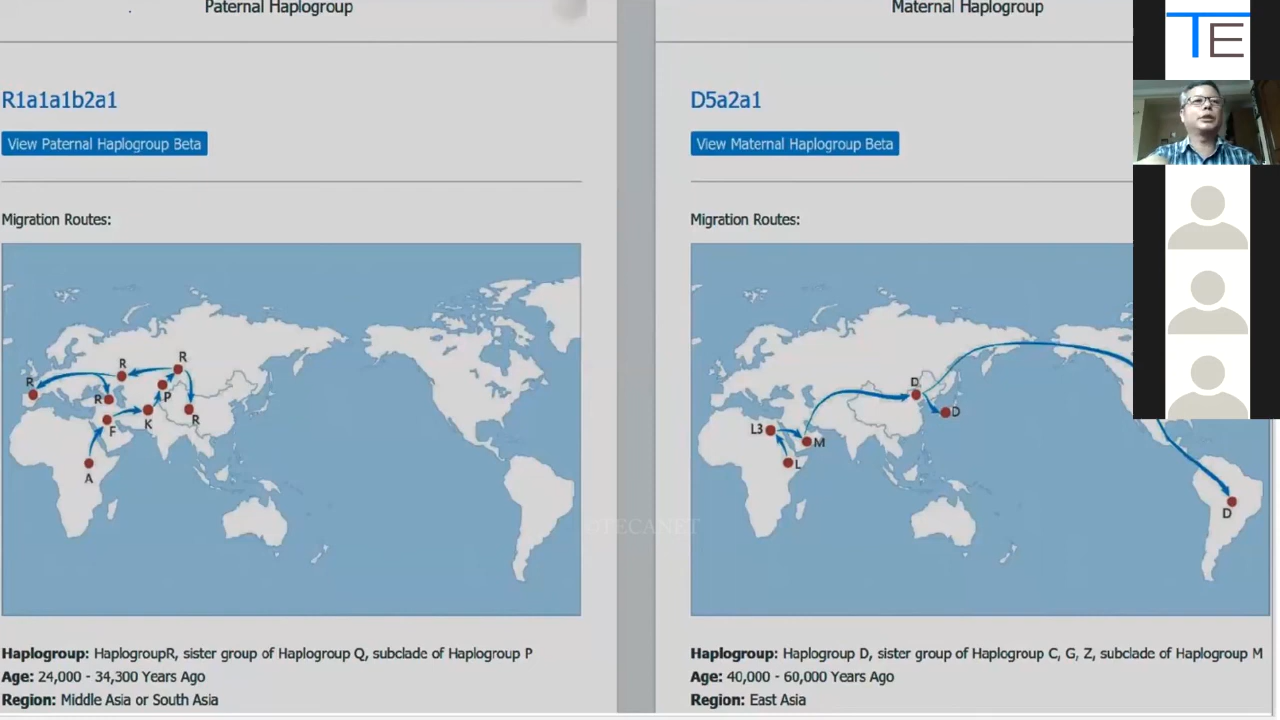 Paternal Haplogroup
R1a1a1b2a1
View Paternal Haplogroup Beta
Migration Routes:
R
R
R
R
P
K
R
F
A
Haplogroup: HaplogroupR, sister group of Haplogroup Q, subclade of Haplogroup P
Age: 24,000 - 34,300 Years Ago
Region: Middle Asia or South Asia
Maternal Haplogroup
D5a2a1
View Maternal Haplogroup Beta
Migration Routes:
D
D
L3
M
L
D
Haplogroup: Haplogroup D, sister group of Haplogroup C, G, Z, subclade of Haplogroup M
Age: 40,000 - 60,000 Years Ago
Region: East Asia
TE
©TECANET